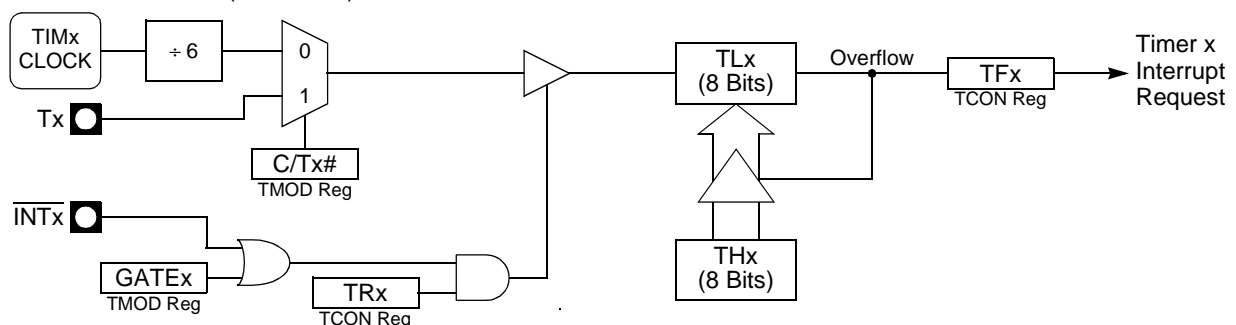 TIMx
CLOCK
÷ 6
0
1
Tx
C/Tx#
TMOD Reg
TLx
(8 Bits)
Overflow
TFx
TCON Reg
Timer x
Interrupt
Request
INTx
GATEx
TMOD Reg
TRx
TCON Reg
THx
(8 Bits)